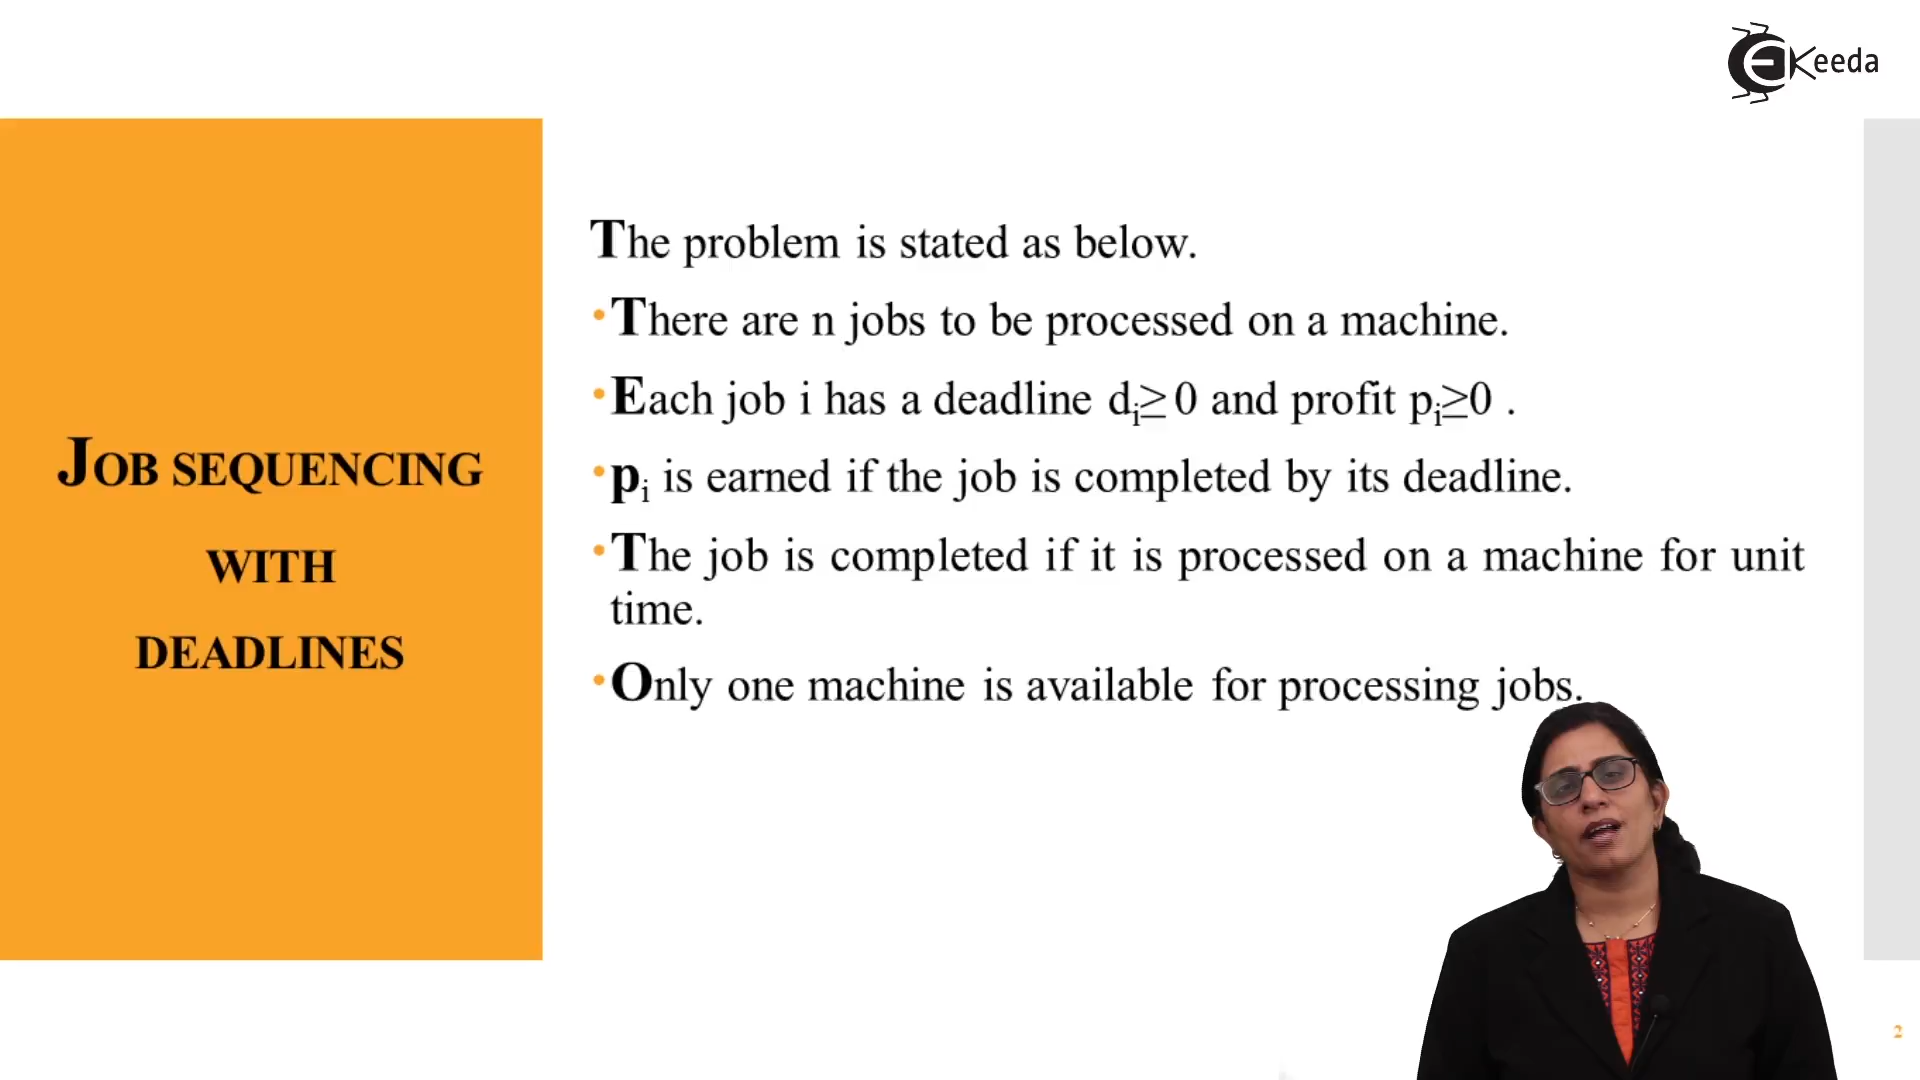 EKeeda
JOB SEQUENCING
WITH
DEADLINES
The problem is stated as below.
•There are n jobs to be processed on a machine.
•Each job i has a deadline di≥ 0 and profit pi≥0 .
•pi is earned if the job is completed by its deadline.
•The job is completed if it is processed on a machine for unit
time.
•Only one machine is available for processing jobs.
2